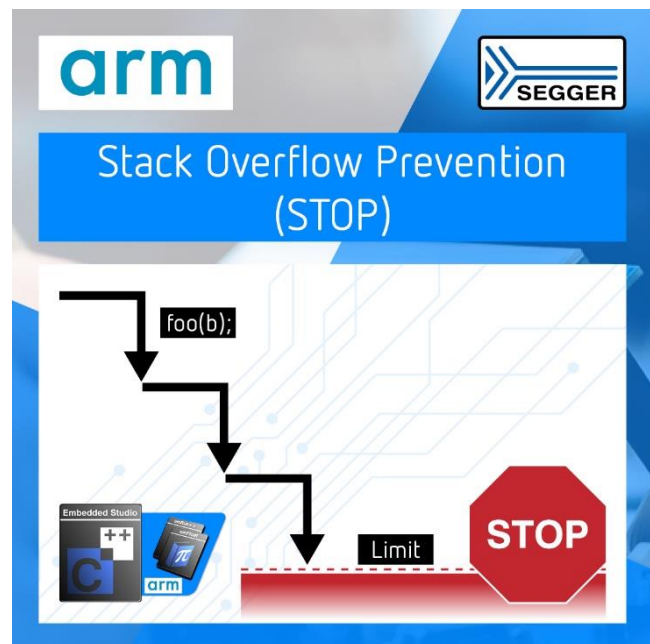 arm
SEGGER
Stack Overflow Prevention
(STOP)
foo(b);
Embedded Studio
++
C
π
arm
Limit
STOP